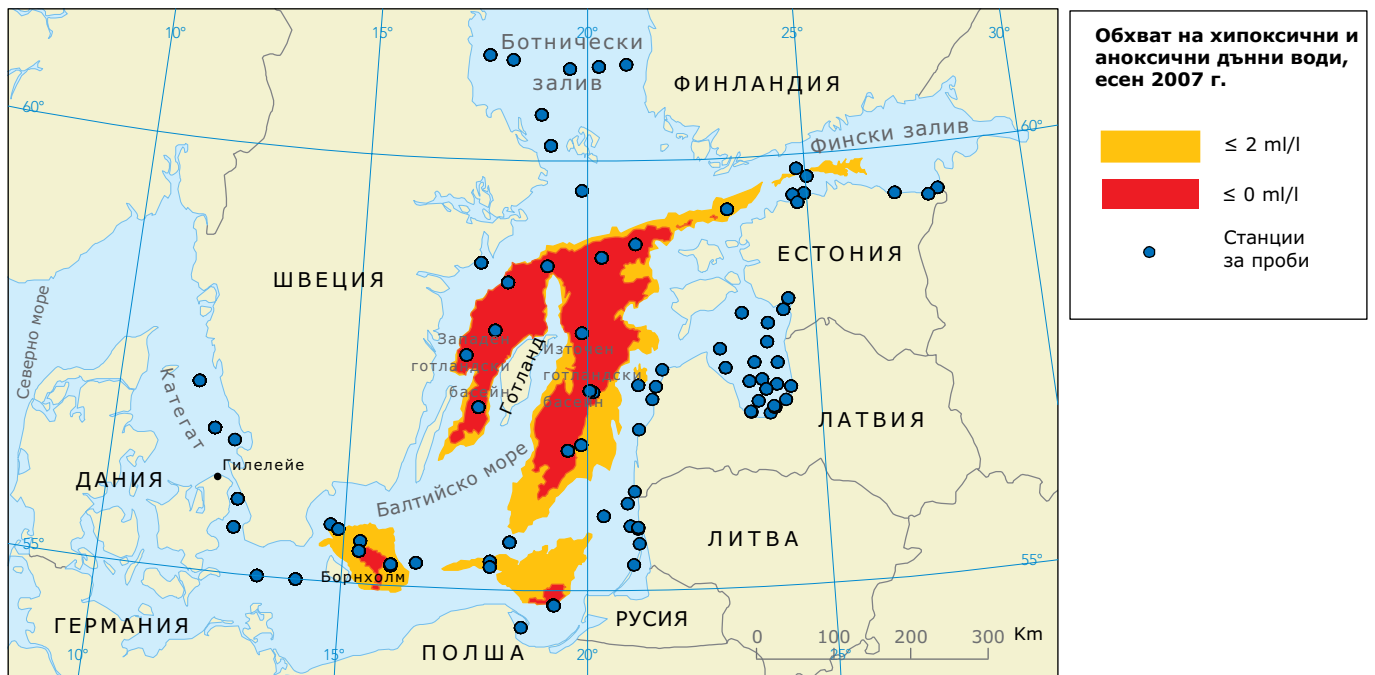 10°
15°
20°
25°
30°
Ботнически
залив
ФИНЛАНДИЯ
60°
Фински залив
60°
ЕСТОНИЯ
ШВЕЦИЯ
Северно море
Категат
Западен
готландски
басейн
Готланд
Източен
готландски
басейн
ЛАТВИЯ
Гилелейе
ДАНИЯ
Балтийско море
ЛИТВА
55°
55°
Борнхолм
ГЕРМАНИЯ
РУСИЯ
ПОЛША
0 100 200 300 Km
10°
15°
20°
25°
Обхват на хипоксични и
аноксични дънни води,
есен 2007 г.
≤ 2 ml/l
≤ 0 ml/l
Станции
за проби